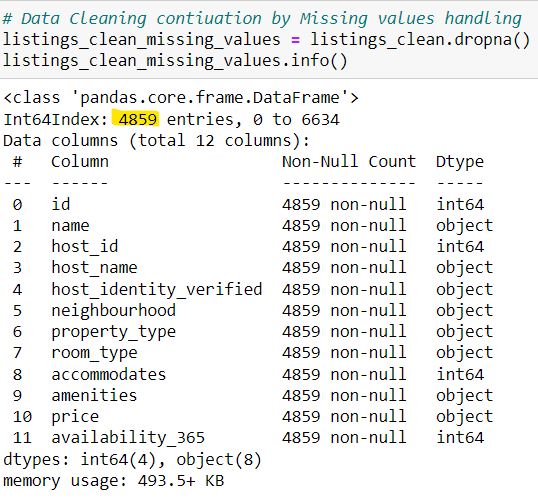 # Data Cleaning contiuation by Missing values handling
listings_clean_missing_values = listings_clean.dropna()
listings_clean_missing_values.info()
<class 'pandas.core.frame.DataFrame'>
Int64Index: 4859 entries, 0 to 6634
Data columns (total 12 columns):
 #   Column                  Non-Null Count  Dtype
---  ------                  --------------  -----
 0   id                      4859 non-null   int64
 1   name                    4859 non-null   object
 2   host_id                 4859 non-null   int64
 3   host_name               4859 non-null   object
 4   host_identity_verified  4859 non-null   object
 5   neighbourhood           4859 non-null   object
 6   property_type           4859 non-null   object
 7   room_type               4859 non-null   object
 8   accommodates            4859 non-null   int64
 9   amenities               4859 non-null   object
 10  price                   4859 non-null   object
 11  availability_365        4859 non-null   int64
dtypes: int64(4), object(8)
memory usage: 493.5+ KB